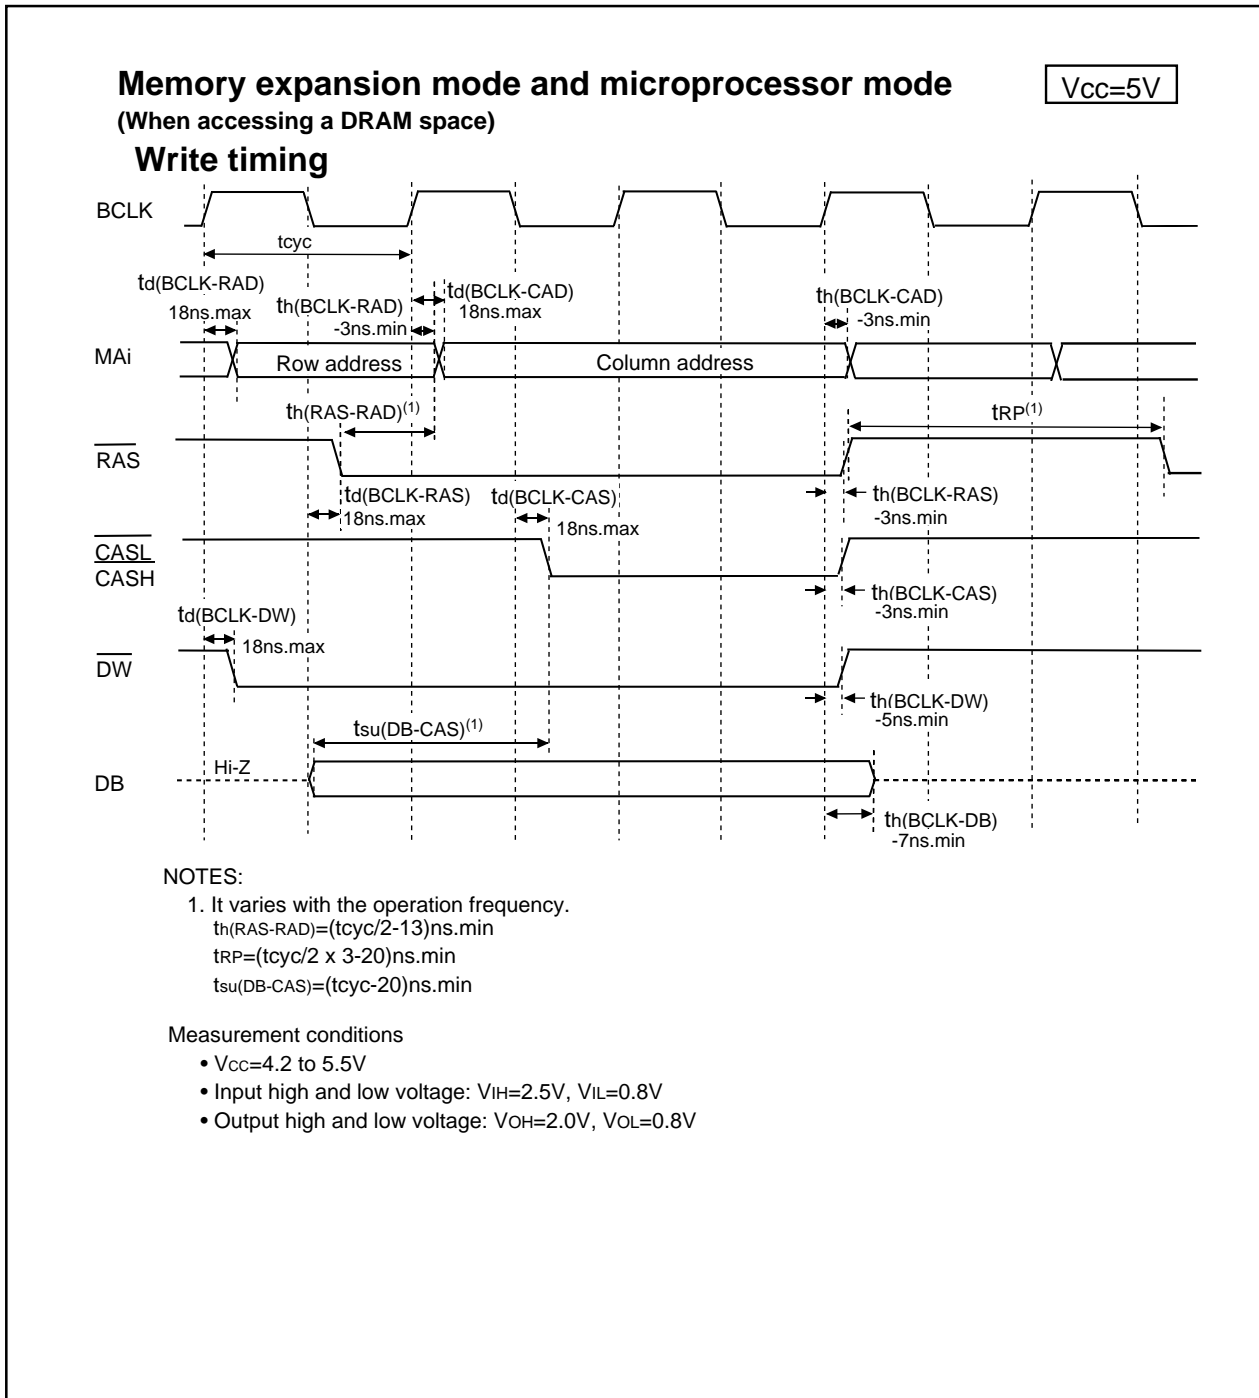 Memory expansion mode and microprocessor mode
Vcc=5V
(When accessing a DRAM space)
Write timing
BCLK
tcyc
td(BCLK-RAD)
18ns.max
th(BCLK-RAD)
-3ns.min
td(BCLK-CAD)
18ns.max
th(BCLK-CAD)
-3ns.min
MAi
Row address
Column address
th(RAS-RAD)(1)
tRP(1)
RAS
td(BCLK-RAS)
18ns.max
td(BCLK-CAS)
18ns.max
th(BCLK-RAS)
-3ns.min
CASL
CASH
th(BCLK-CAS)
-3ns.min
td(BCLK-DW)
18ns.max
DW
th(BCLK-DW)
-5ns.min
tsu(DB-CAS)(1)
DB
Hi-Z
th(BCLK-DB)
-7ns.min
NOTES:
1. It varies with the operation frequency.
th(RAS-RAD)=(tcyc/2-13)ns.min
tRP=(tcyc/2 x 3-20)ns.min
tsu(DB-CAS)=(tcyc-20)ns.min
Measurement conditions
• VCC=4.2 to 5.5V
• Input high and low voltage: VIH=2.5V, VIL=0.8V
• Output high and low voltage: VOH=2.0V, VOL=0.8V